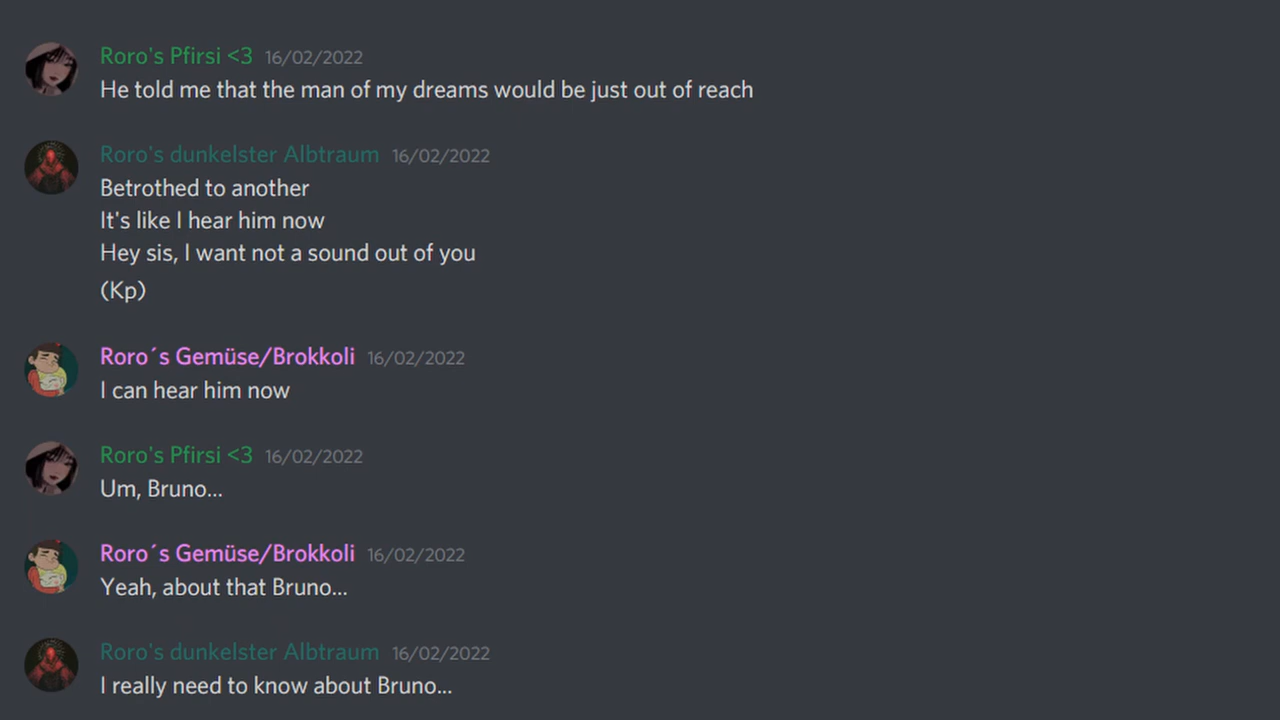 Roro's Pfirsi <3 16/02/2022
He told me that the man of my dreams would be just out of reach
Roro's dunkelster Albtraum 16/02/2022
Betrothed to another
It's like I hear him now
Hey sis, I want not a sound out of you
(Kp)
Roro´s Gemüse/Brokkoli 16/02/2022
I can hear him now
Roro's Pfirsi <3 16/02/2022
Um, Bruno...
Roro´s Gemüse/Brokkoli 16/02/2022
Yeah, about that Bruno...
Roro's dunkelster Albtraum 16/02/2022
I really need to know about Bruno...